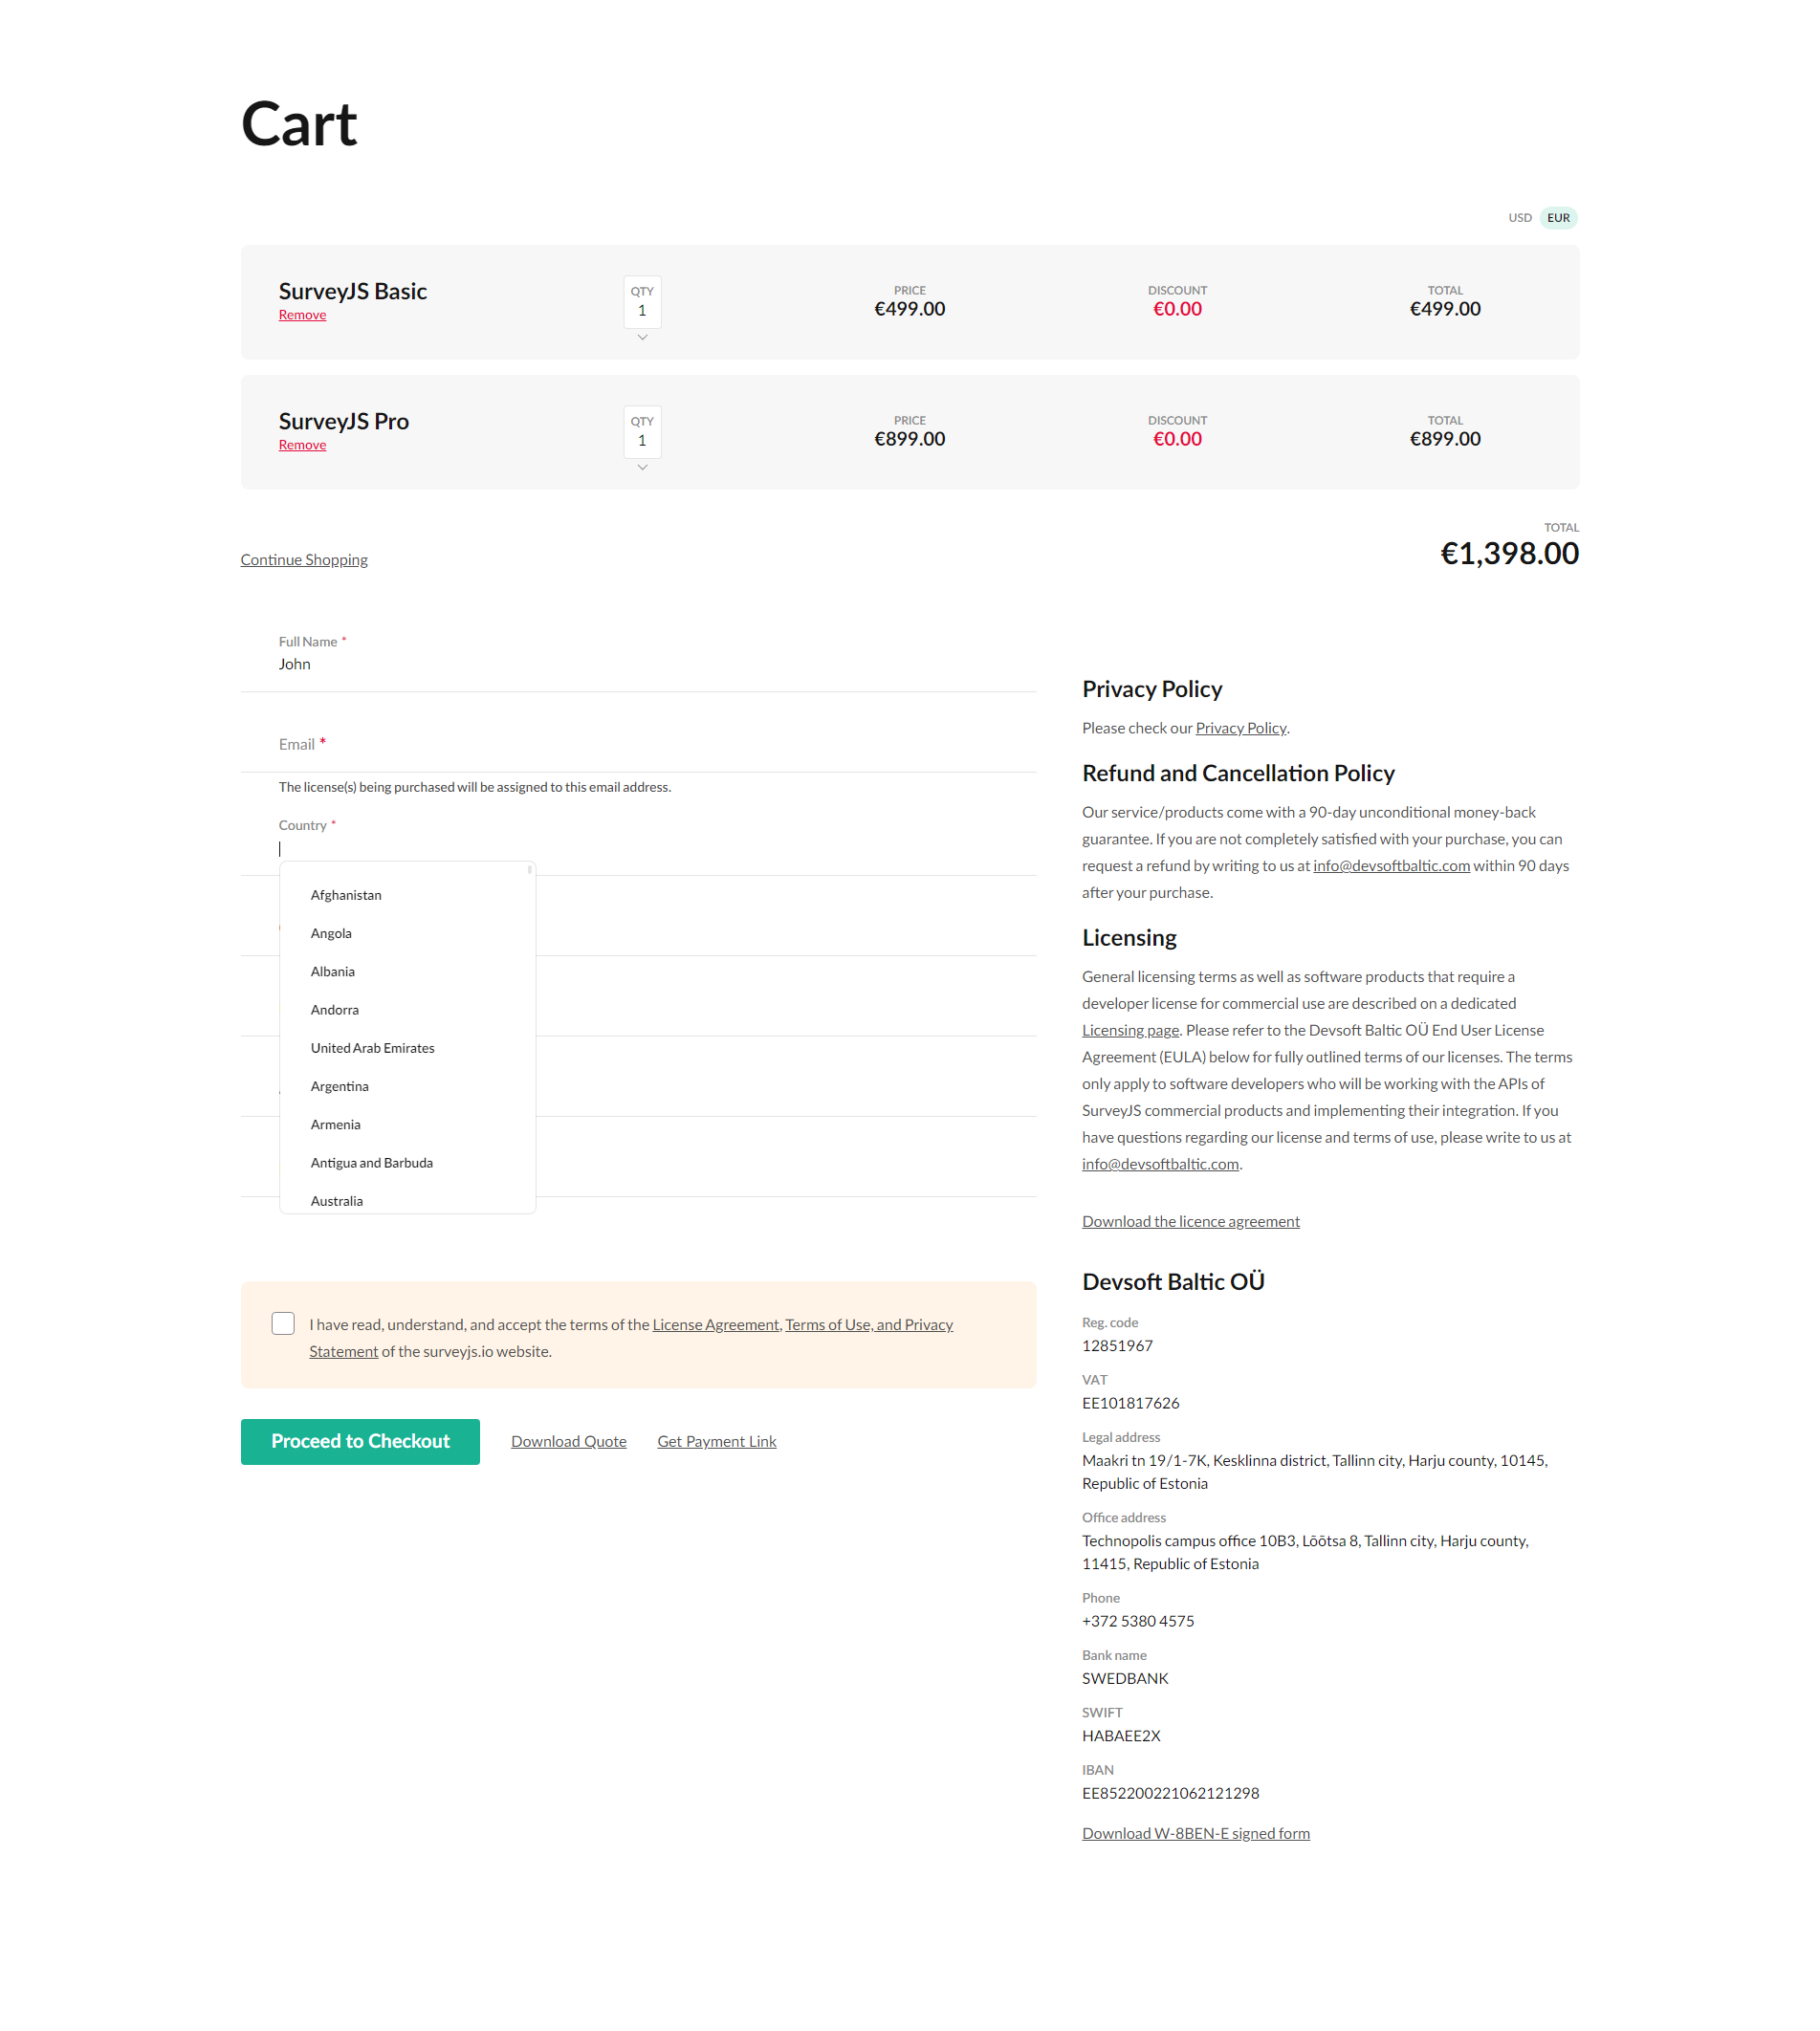 Cart
USD EUR
SurveyJS Basic
Remove
QTY
1
PRICE
€499.00
DISCOUNT
€0.00
TOTAL
€499.00
SurveyJS Pro
Remove
QTY
1
PRICE
€899.00
DISCOUNT
€0.00
TOTAL
€899.00
Continue Shopping
TOTAL
€1,398.00
Full Name *
John
Email *
The license(s) being purchased will be assigned to this email address.
Country *
Afghanistan
Angola
Albania
Andorra
United Arab Emirates
Argentina
Armenia
Antigua and Barbuda
Australia
I have read, understand, and accept the terms of the License Agreement, Terms of Use, and Privacy
Statement of the surveyjs.io website.
Proceed to Checkout
Download Quote
Get Payment Link
Privacy Policy
Please check our Privacy Policy.
Refund and Cancellation Policy
Our service/products come with a 90-day unconditional money-back
guarantee. If you are not completely satisfied with your purchase, you can
request a refund by writing to us at info@devsoftbaltic.com within 90 days
after your purchase.
Licensing
General licensing terms as well as software products that require a
developer license for commercial use are described on a dedicated
Licensing page. Please refer to the Devsoft Baltic OÜ End User License
Agreement (EULA) below for fully outlined terms of our licenses. The terms
only apply to software developers who will be working with the APIs of
SurveyJS commercial products and implementing their integration. If you
have questions regarding our license and terms of use, please write to us at
info@devsoftbaltic.com.
Download the licence agreement
Devsoft Baltic OÜ
Reg. code
12851967
VAT
EE101817626
Legal address
Maakri tn 19/1-7K, Kesklinna district, Tallinn city, Harju county, 10145,
Republic of Estonia
Office address
Technopolis campus office 10B3, Lõõtsa 8, Tallinn city, Harju county,
11415, Republic of Estonia
Phone
+372 5380 4575
Bank name
SWEDBANK
SWIFT
HABAEE2X
IBAN
EE852200221062121298
Download W-8BEN-E signed form